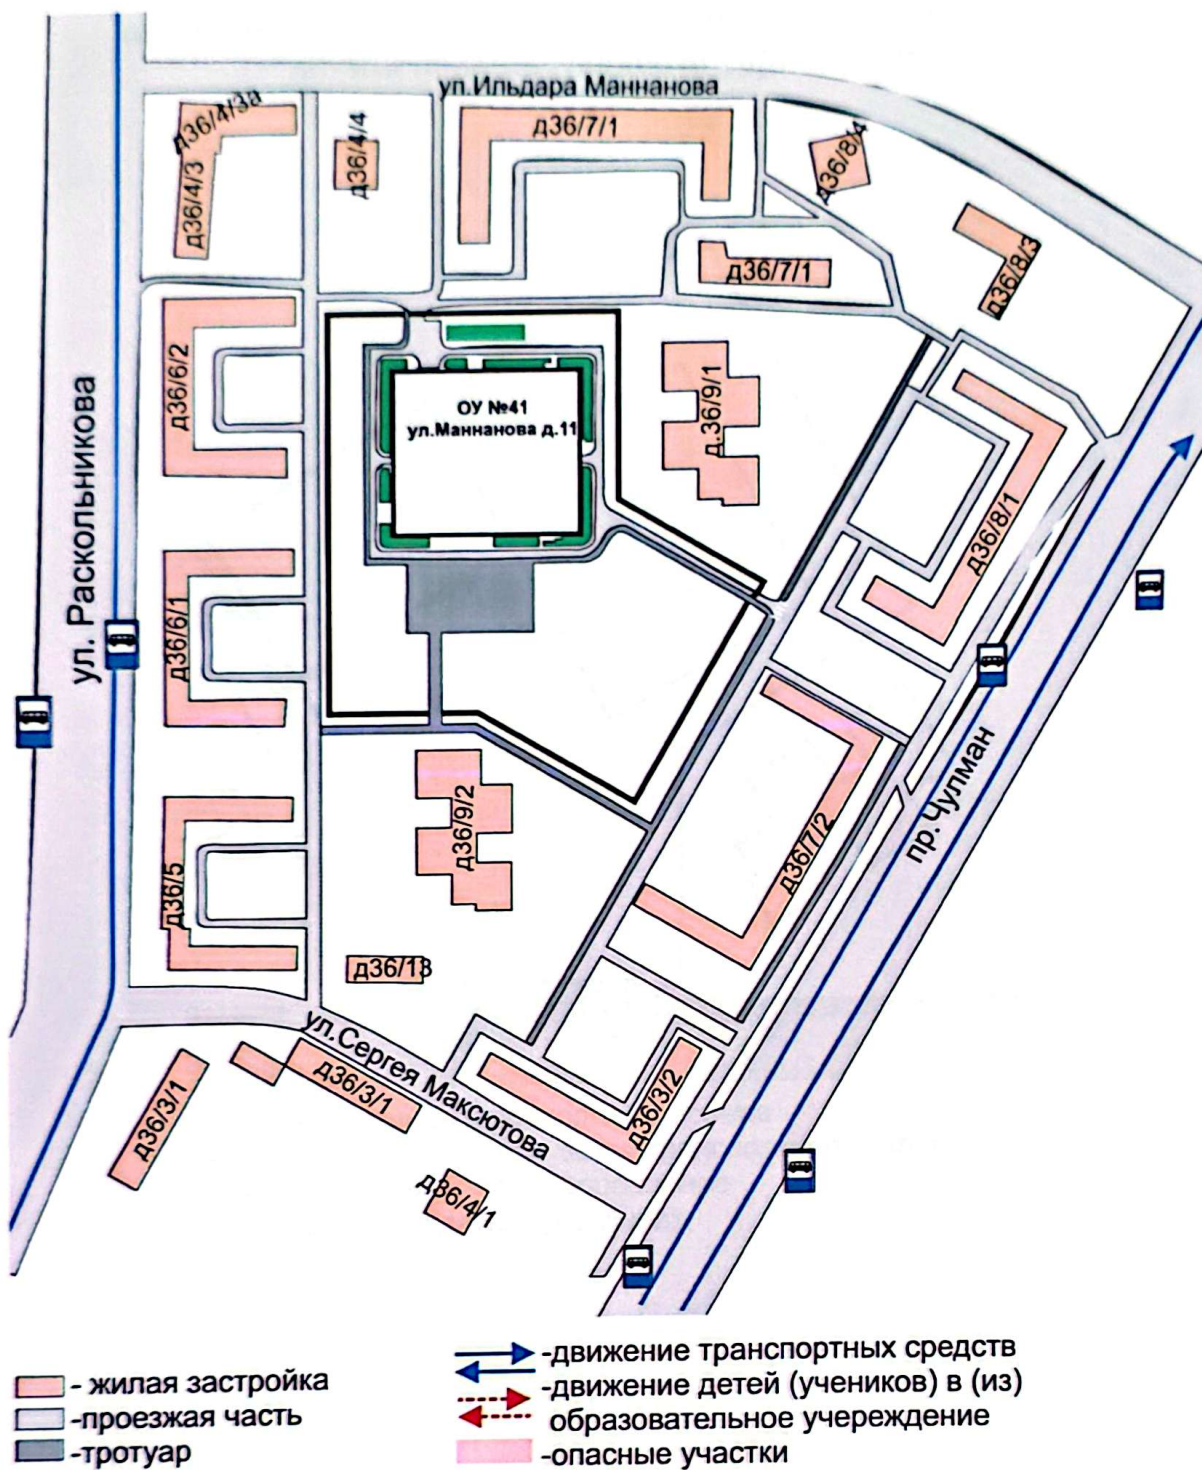 ул.Ильдара Маннанова
д36/4/3а
д36/4/4
д36/7/1
д36/8/4
д36/4/3
д36/7/1
д36/8/3
д36/6/2
ОУ №41
ул.Маннанова д.11
д.36/9/1
ул. Раскольникова
д36/8/1
д36/6/1
пр.Чулман
д36/9/2
д36/7/2
д36/5
д36/13
ул.Сергея Максютова
д36/3/1
д36/3/1
д36/3/2
д36/4/1
- жилая застройка
-проезжая часть
-тротуар
-движение транспортных средств
-движение детей (учеников) в (из)
образовательное учереждение
-опасные участки